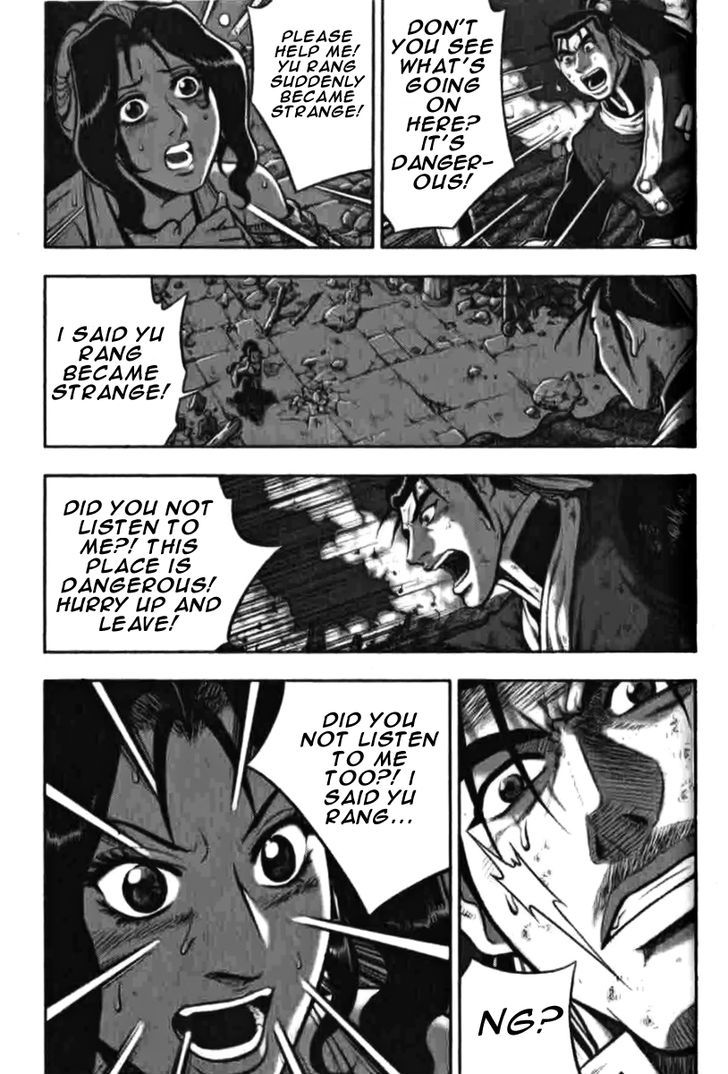 PLEASE
HELP ME!
YU RANG
SUDDENLY
BECAME
STRANGE!
DON'T
YOU SEE
WHAT'S
GOING
ON
HERE?
IT'S
DANGER-
OUS!
I SAID YU
RANG
BECAME
STRANGE!
DID YOU NOT
LISTEN TO
ME?! THIS
PLACE IS
DANGEROUS!
HURRY UP AND
LEAVE!
DID YOU
NOT LISTEN
TO ME
TOO?! I
SAID YU
RANG...
NG?